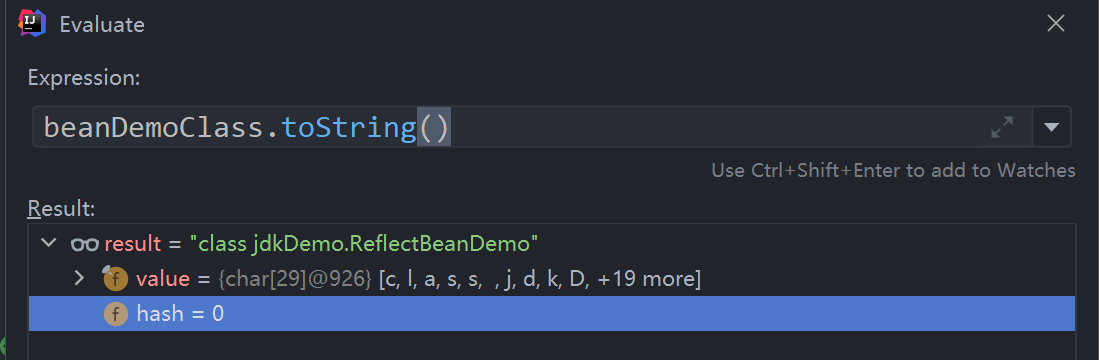 IJ
Evaluate
Expression:
beanDemoClass.toString()
Use Ctrl+Shift+Enter to add to Watches
Result:
result = "class jdkDemo.ReflectBeanDemo"
f value = {char[29]@926} [c, l, a, s, s,  , j, d, k, D, +19 more]
f hash = 0